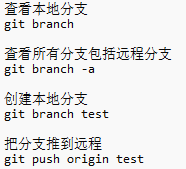 查看本地分支
git branch
查看所有分支包括远程分支
git branch -a
创建本地分支
git branch test
把分支推到远程
git push origin test